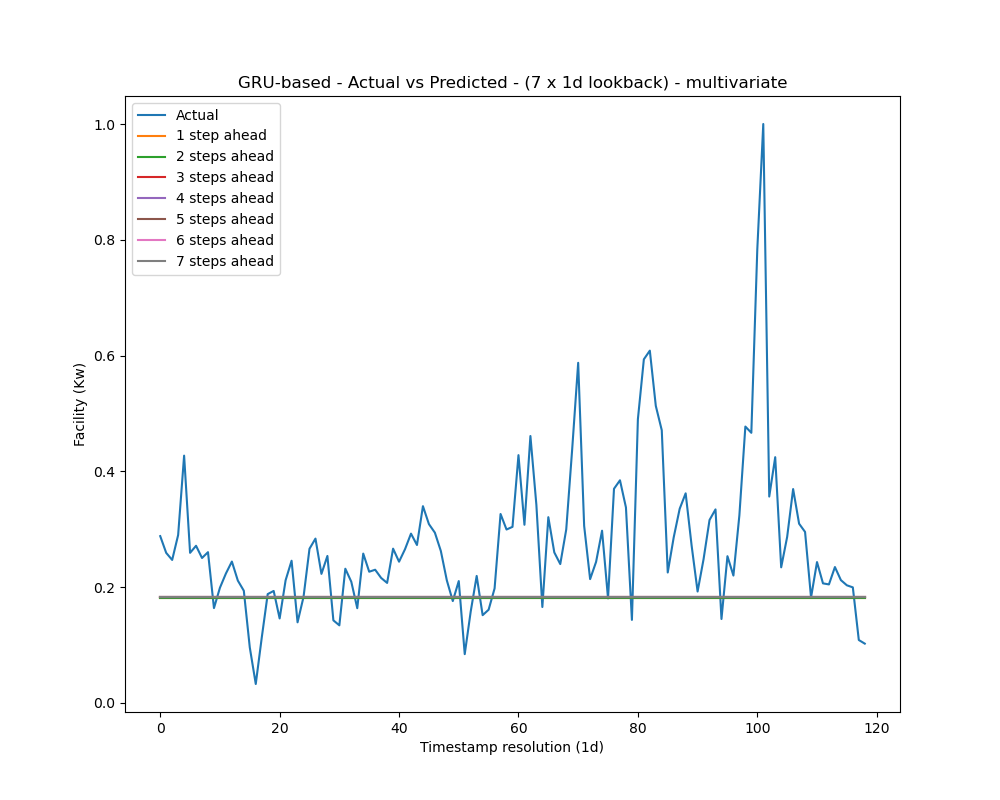 GRU-based - Actual vs Predicted - (7 x 1d lookback) - multivariate
Actual
1 step ahead
2 steps ahead
3 steps ahead
4 steps ahead
5 steps ahead
6 steps ahead
7 steps ahead
1.0
0.8
0.6
0.4
0.2
0.0
Facility (Kw)
0 20 40 60 80 100 120
Timestamp resolution (1d)